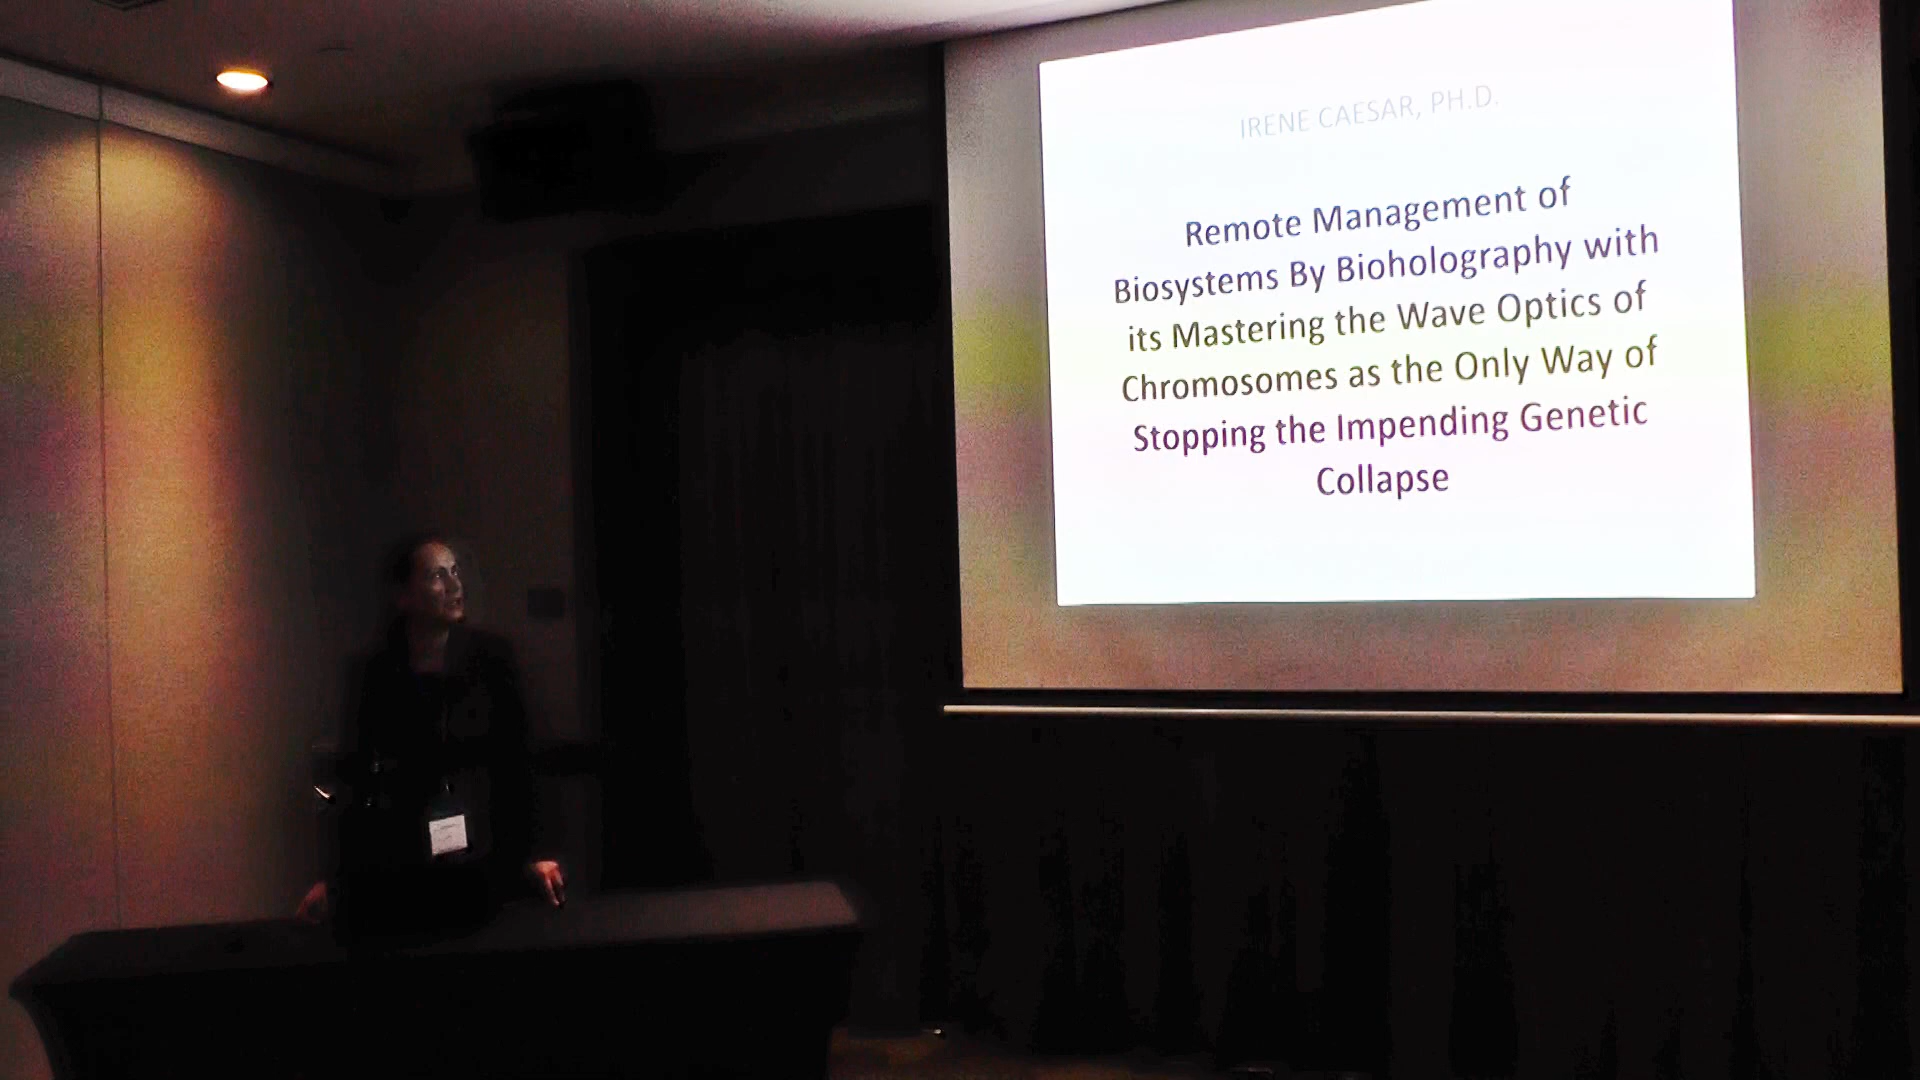 IRENE CAESAR, PH.D.
Remote Management of
Biosystems By Bioholography with
its Mastering the Wave Optics of
Chromosomes as the Only Way of
Stopping the Impending Genetic
Collapse